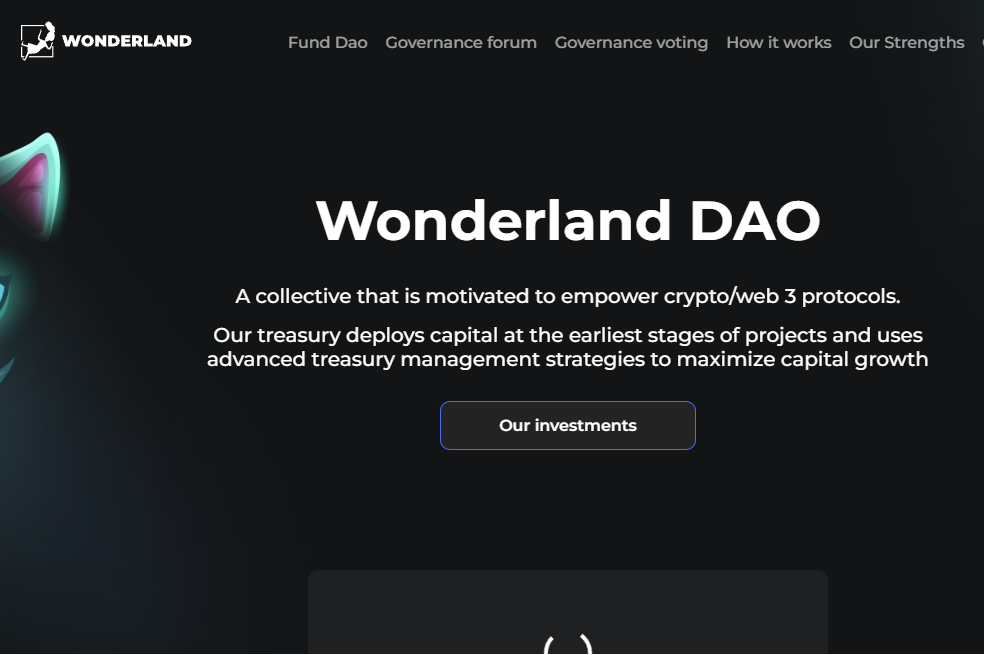 WONDERLAND
Fund Dao Governance forum Governance voting How it works Our Strengths
Wonderland DAO
A collective that is motivated to empower crypto/web 3 protocols.
Our treasury deploys capital at the earliest stages of projects and uses
advanced treasury management strategies to maximize capital growth
Our investments